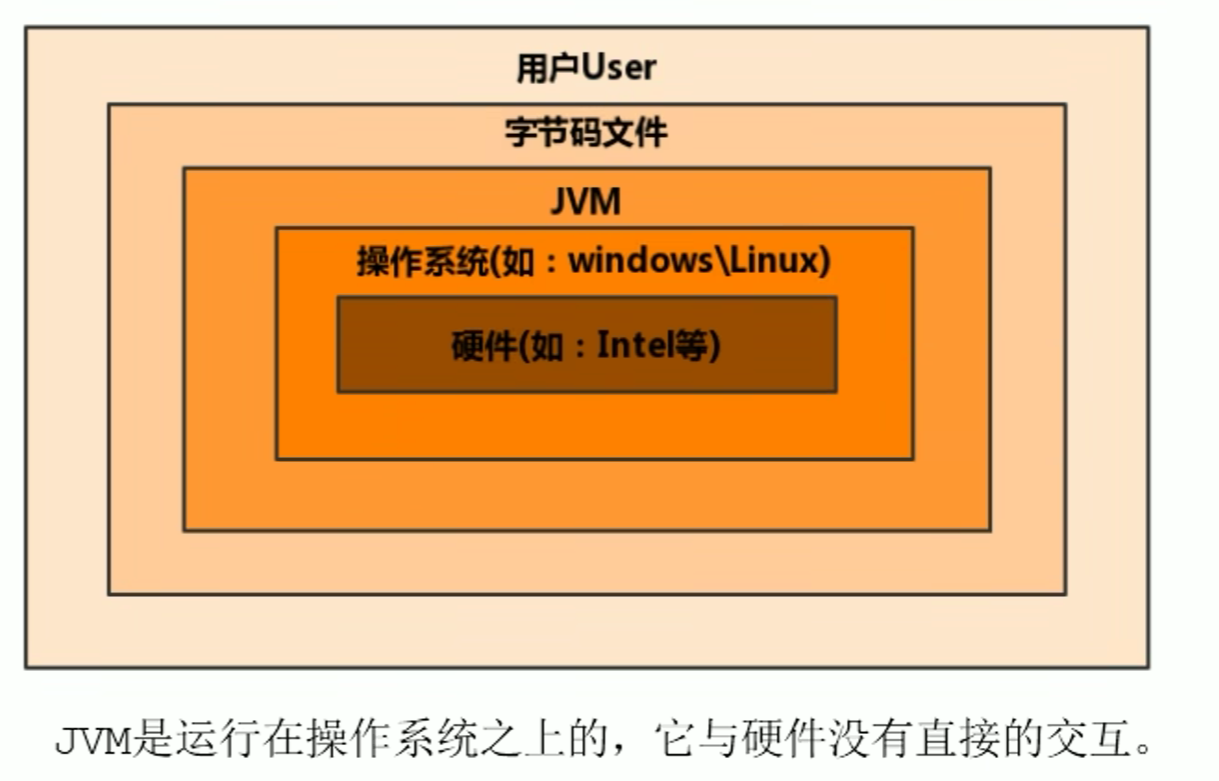 用户User
字节码文件
JVM
操作系统(如：windows\Linux)
硬件(如：Intel等)
JVM是运行在操作系统之上的，它与硬件没有直接的交互。